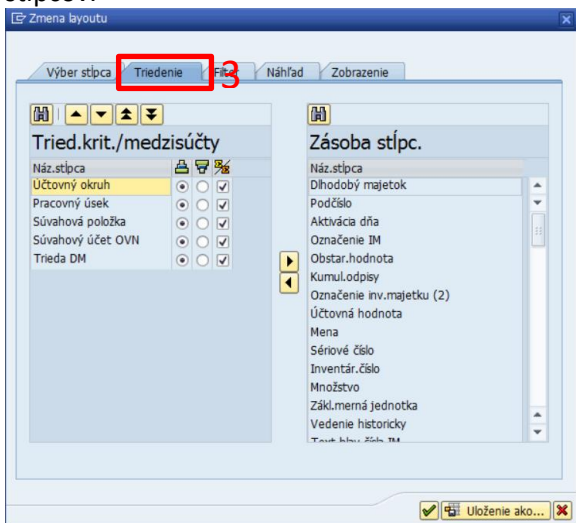 Zmena layoutu
Výber stĺpca Triedenie Filter Náhľad Zobrazenie
3
Tried.krit./medzisúčty
Náz.stĺpca
Účtovný okruh
Pracovný úsek
Súvahová položka
Súvahový účet OVN
Trieda DM
Zásoba stĺpc.
Náz.stĺpca
Dlhodobý majetok
Podčíslo
Aktivácia dňa
Označenie IM
Obstar.hodnota
Kumul.odpisy
Označenie inv.majetku (2)
Účtovná hodnota
Mena
Sériové číslo
Inventár.číslo
Množstvo
Zákl.merná jednotka
Vedenie historicky
Uloženie ako...